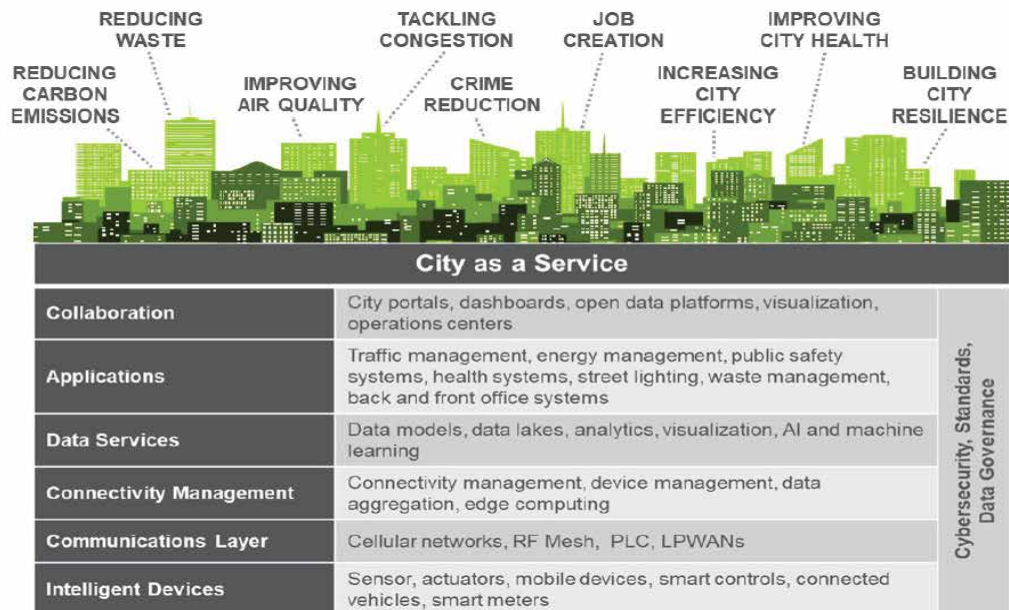 REDUCING
WASTE
TACKLING
CONGESTION
JOB
CREATION
IMPROVING
CITY HEALTH
REDUCING
CARBON
EMISSIONS
IMPROVING
AIR QUALITY
CRIME
REDUCTION
INCREASING
CITY
EFFICIENCY
BUILDING
CITY
RESILIENCE
City as a Service
Collaboration
City portals, dashboards, open data platforms, visualization,
operations centers
Applications
Traffic management, energy management, public safety
systems, health systems, street lighting, waste management,
back and front office systems
Data Services
Data models, data lakes, analytics, visualization, AI and machine
learning
Connectivity Management
Connectivity management, device management, data
aggregation, edge computing
Communications Layer
Cellular networks, RF Mesh, PLC, LPWANs
Intelligent Devices
Sensor, actuators, mobile devices, smart controls, connected
vehicles, smart meters
Cybersecurity, Standards,
Data Governance